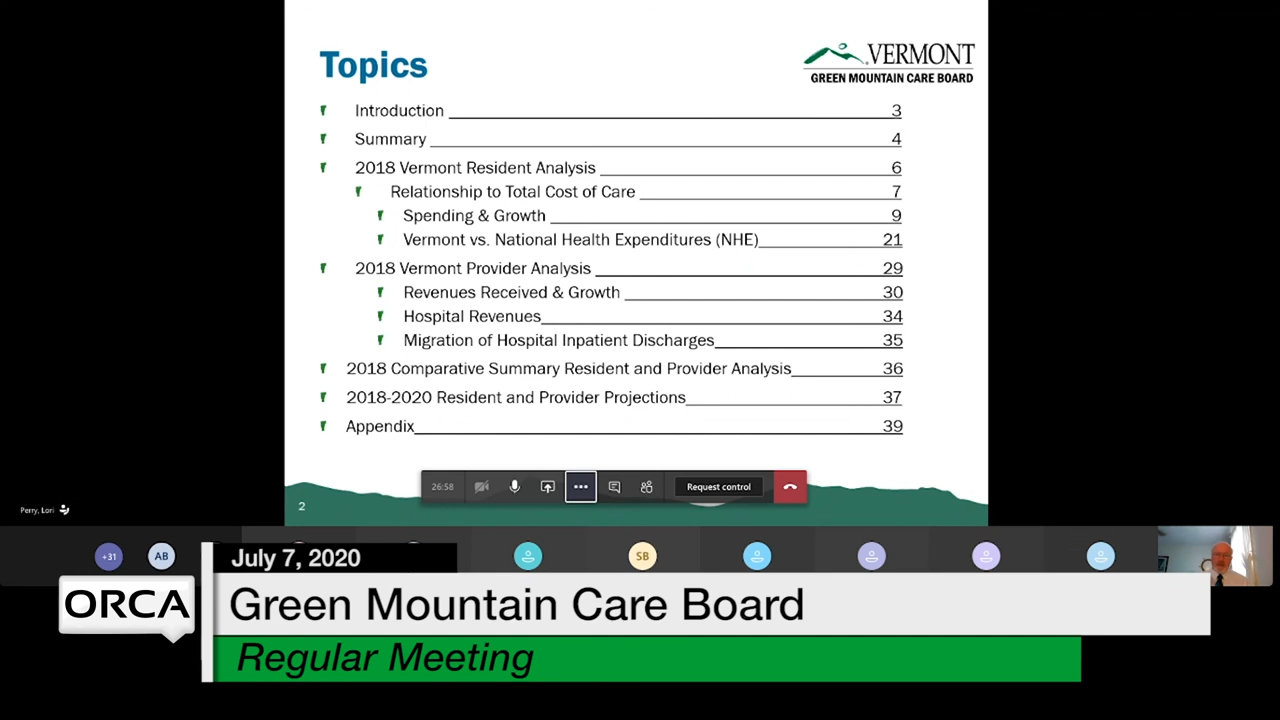 Topics
VERMONT
GREEN MOUNTAIN CARE BOARD
Introduction 3
Summary 4
2018 Vermont Resident Analysis 6
Relationship to Total Cost of Care 7
Spending & Growth 9
Vermont vs. National Health Expenditures (NHE) 21
2018 Vermont Provider Analysis 29
Revenues Received & Growth 30
Hospital Revenues 34
Migration of Hospital Inpatient Discharges 35
2018 Comparative Summary Resident and Provider Analysis 36
2018-2020 Resident and Provider Projections 37
Appendix 39
26:58
Request control
2
Perry, Lori
+31
AB
SB
July 7, 2020
ORCA
Green Mountain Care Board
Regular Meeting